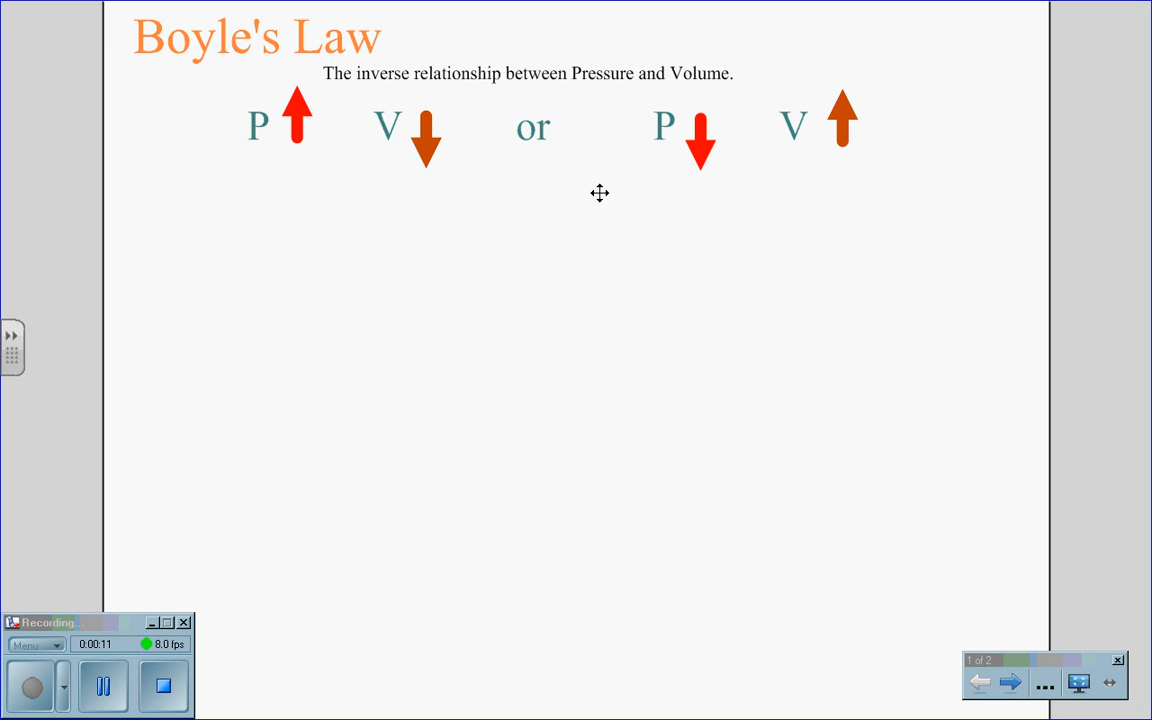 Boyle's Law
The inverse relationship between Pressure and Volume.
P V or P V
Recording...
Menu 0:00:11 8.0 fps
1 of 2
...